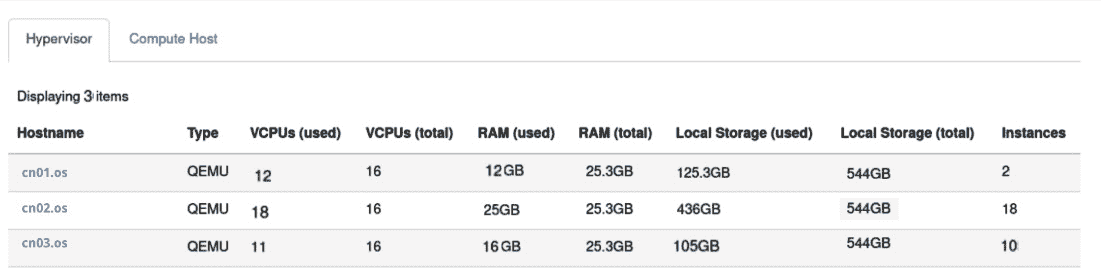 Hypervisor Compute Host
Displaying 3 items
Hostname Type VCPUs (used) VCPUs (total) RAM (used) RAM (total) Local Storage (used) Local Storage (total) Instances
cn01.os QEMU 12 16 12GB 25.3GB 125.3GB 544GB 2
cn02.os QEMU 18 16 25GB 25.3GB 436GB 544GB 18
cn03.os QEMU 11 16 16GB 25.3GB 105GB 544GB 10